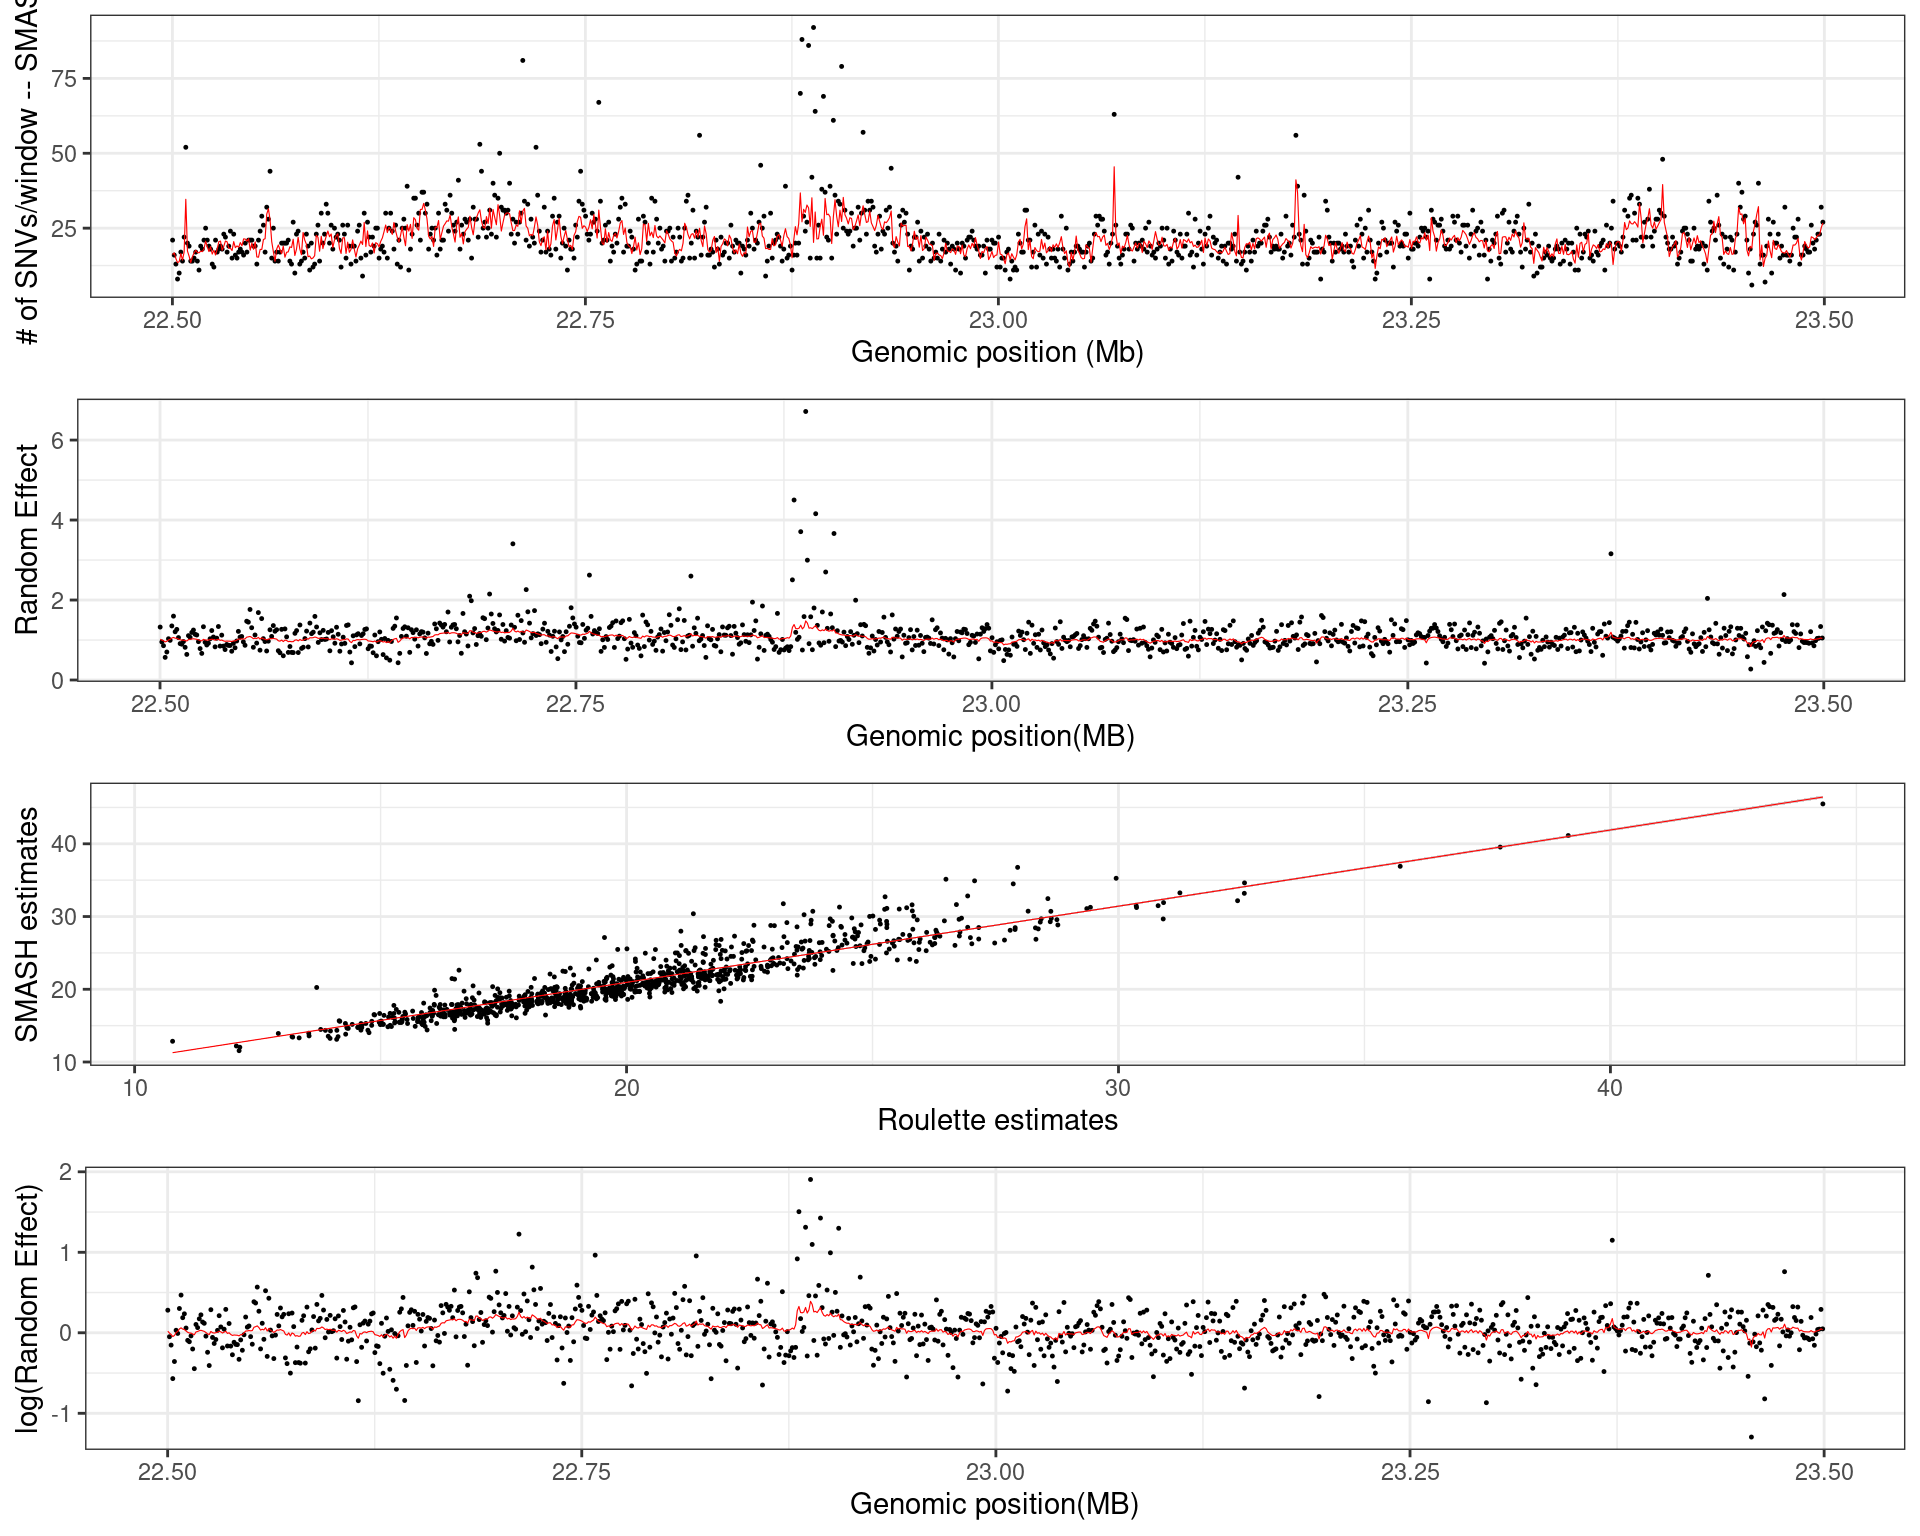 # of SNVs/window -- SMAS
75
50
25
22.50 22.75 23.00 23.25 23.50
Genomic position (Mb)
Random Effect
6
4
2
0
22.50 22.75 23.00 23.25 23.50
Genomic position(MB)
SMASH estimates
40
30
20
10
10 20 30 40
Roulette estimates
log(Random Effect)
2
1
0
-1
22.50 22.75 23.00 23.25 23.50
Genomic position(MB)